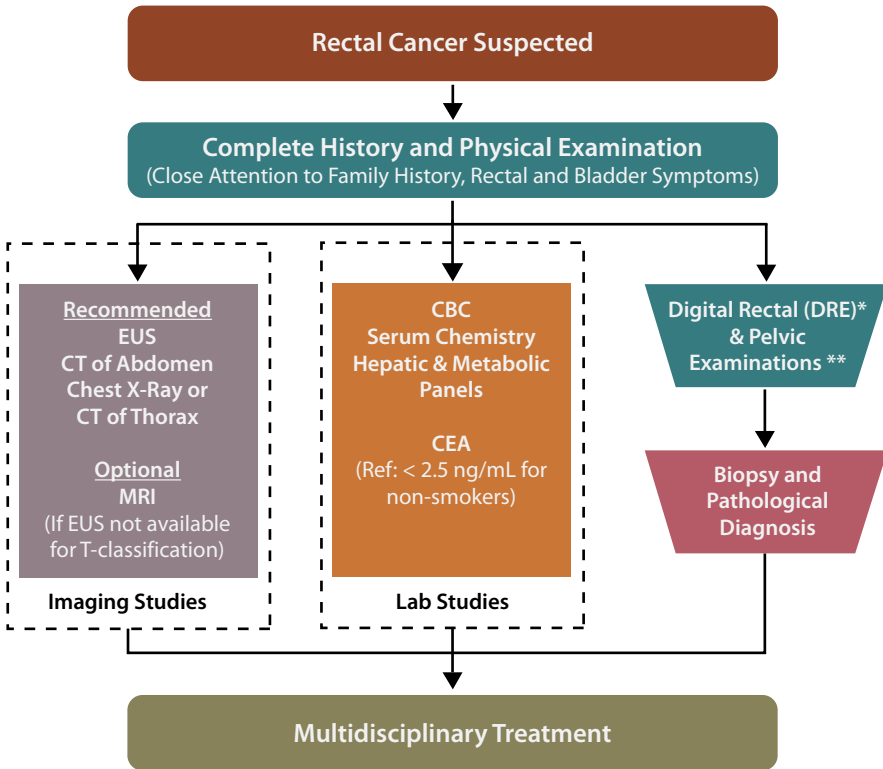 Rectal Cancer Suspected
Complete History and Physical Examination
(Close Attention to Family History, Rectal and Bladder Symptoms)
Recommended
EUS
CT of Abdomen
Chest X-Ray or
CT of Thorax
Optional
MRI
(If EUS not available
for T-classification)
Imaging Studies
CBC
Serum Chemistry
Hepatic & Metabolic
Panels
CEA
(Ref: < 2.5 ng/mL for
non-smokers)
Lab Studies
Digital Rectal (DRE)*
& Pelvic
Examinations **
Biopsy and
Pathological
Diagnosis
Multidisciplinary Treatment